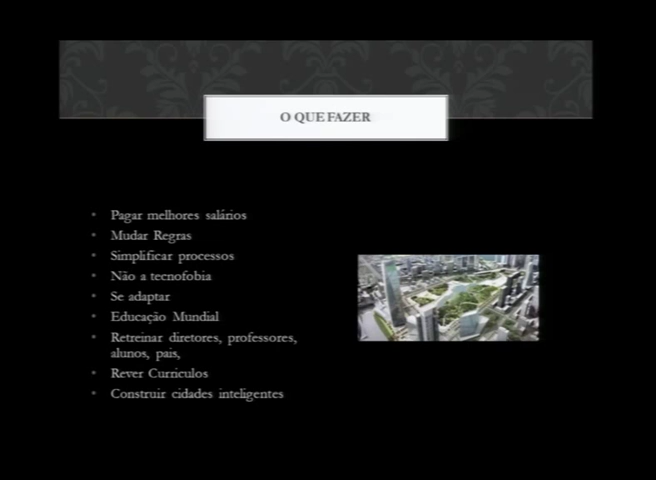 O QUE FAZER
• Pagar melhores salários
• Mudar Regras
• Simplificar processos
• Não a tecnofobia
• Se adaptar
• Educação Mundial
• Retreinar diretores, professores,
alunos, pais,
• Rever Curriculos
• Construir cidades inteligentes